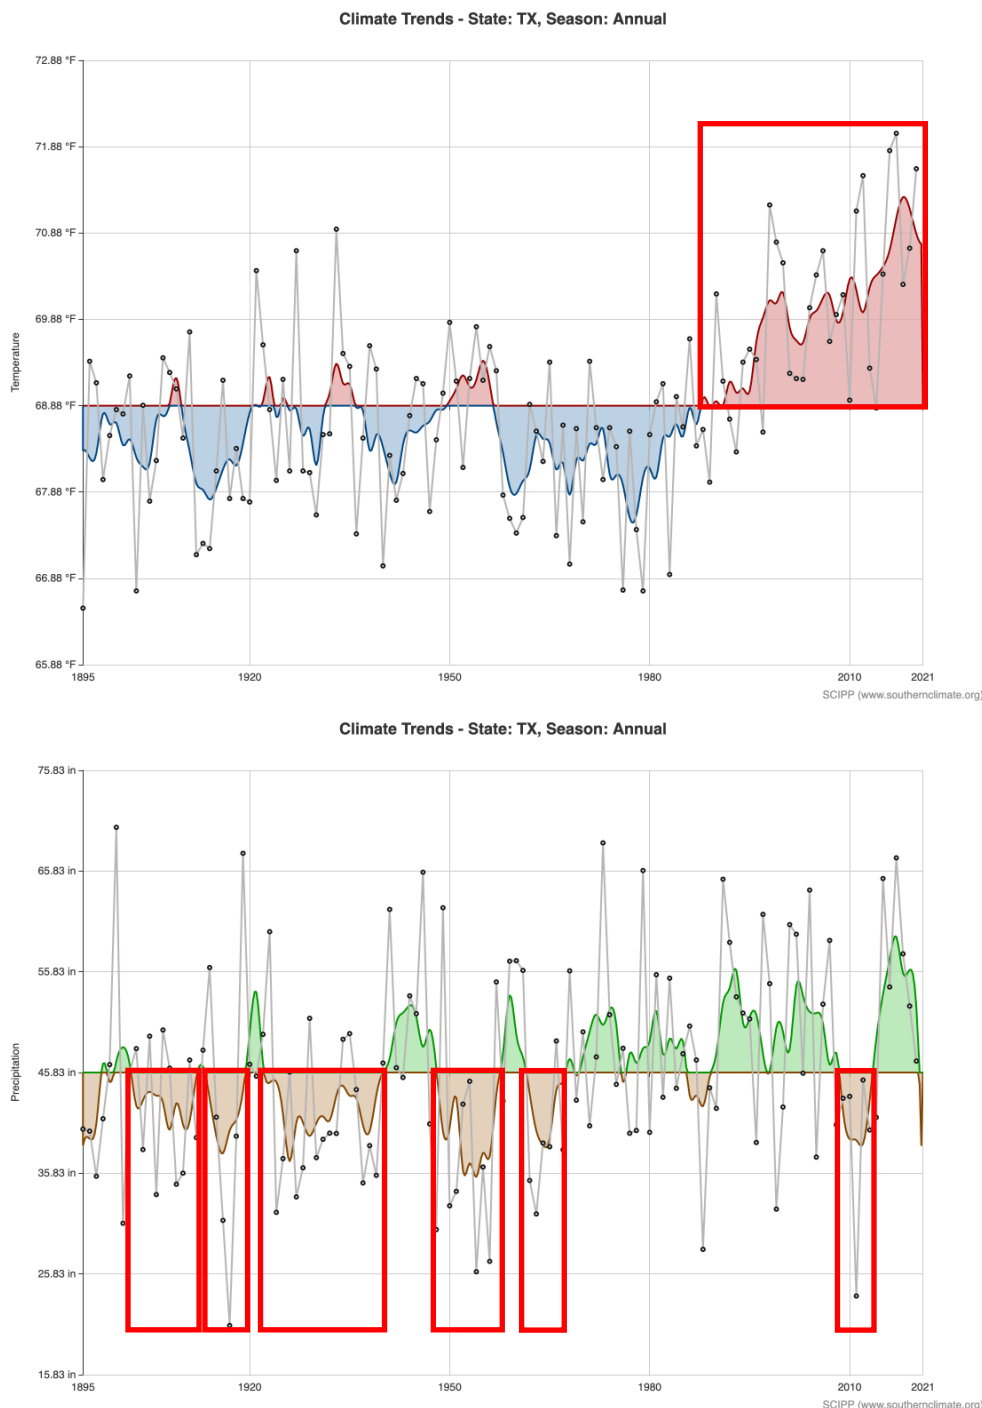 Climate Trends - State: TX, Season: Annual
72.88 °F
71.88 °F
70.88 °F
69.88 °F
68.88 °F
67.88 °F
66.88 °F
65.88 °F
Temperature
1895 1920 1950 1980 2010 2021
SCIPP (www.southernclimate.org)
Climate Trends - State: TX, Season: Annual
75.83 in
65.83 in
55.83 in
45.83 in
35.83 in
25.83 in
15.83 in
Precipitation
1895 1920 1950 1980 2010 2021
SCIPP (www.southernclimate.org)